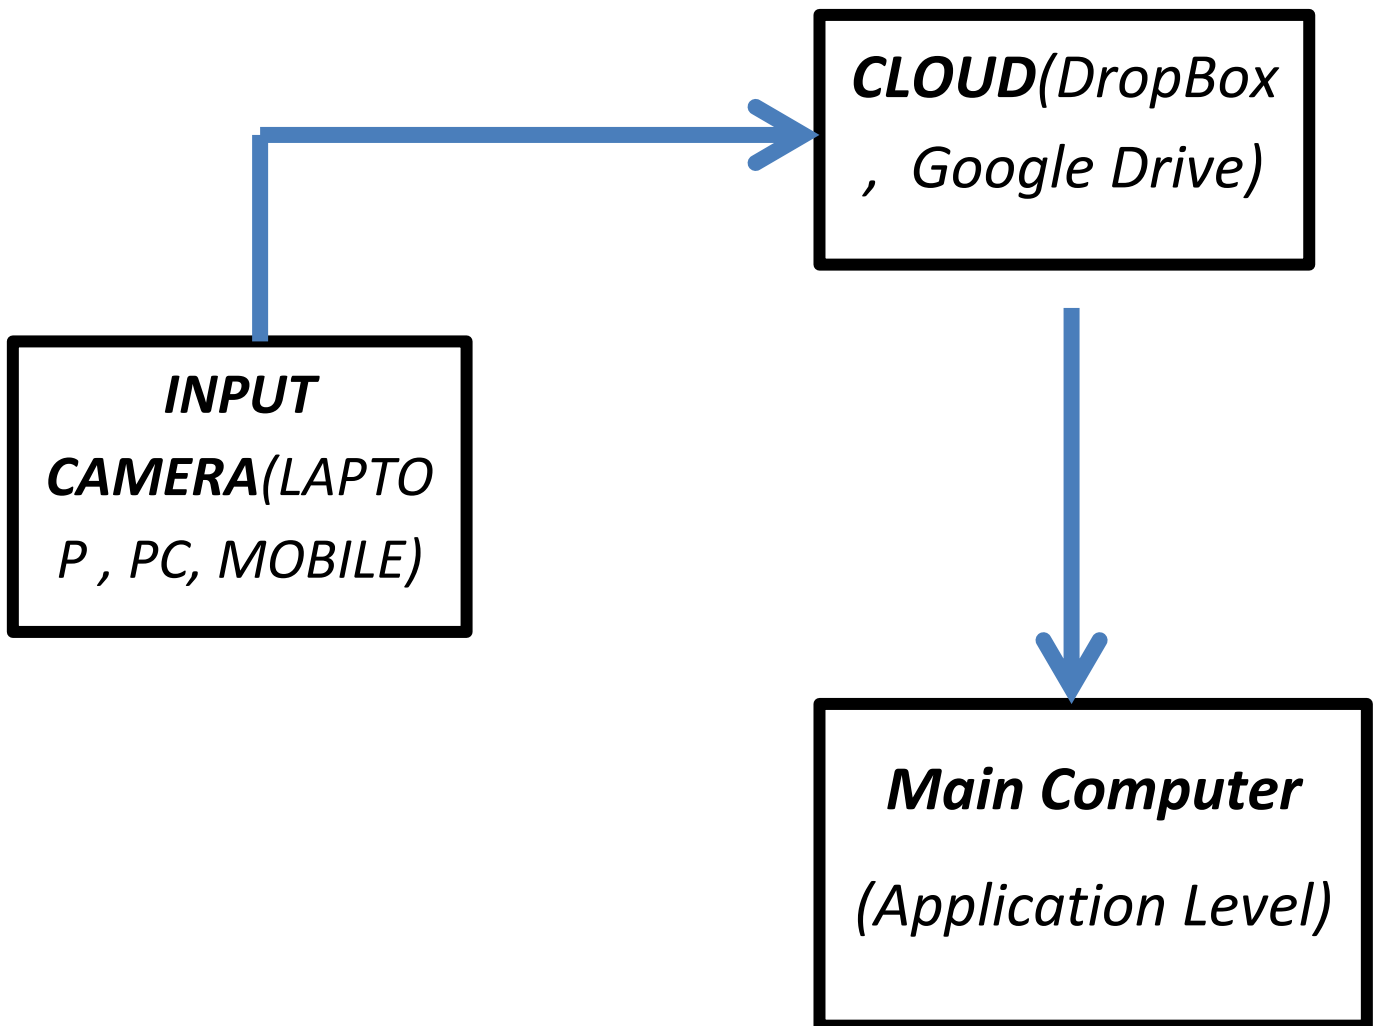 CLOUD(DropBox
, Google Drive)
INPUT
CAMERA(LAPTO
P , PC, MOBILE)
Main Computer
(Application Level)